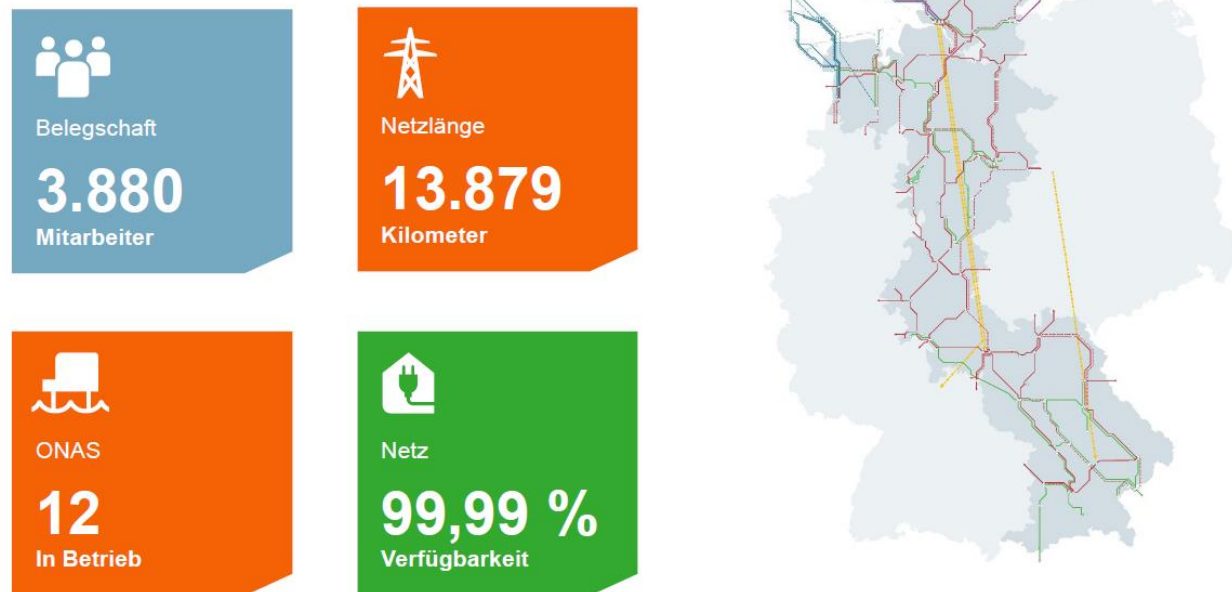 Belegschaft
3.880
Mitarbeiter
Netzlänge
13.879
Kilometer
ONAS
12
In Betrieb
Netz
99,99 %
Verfügbarkeit